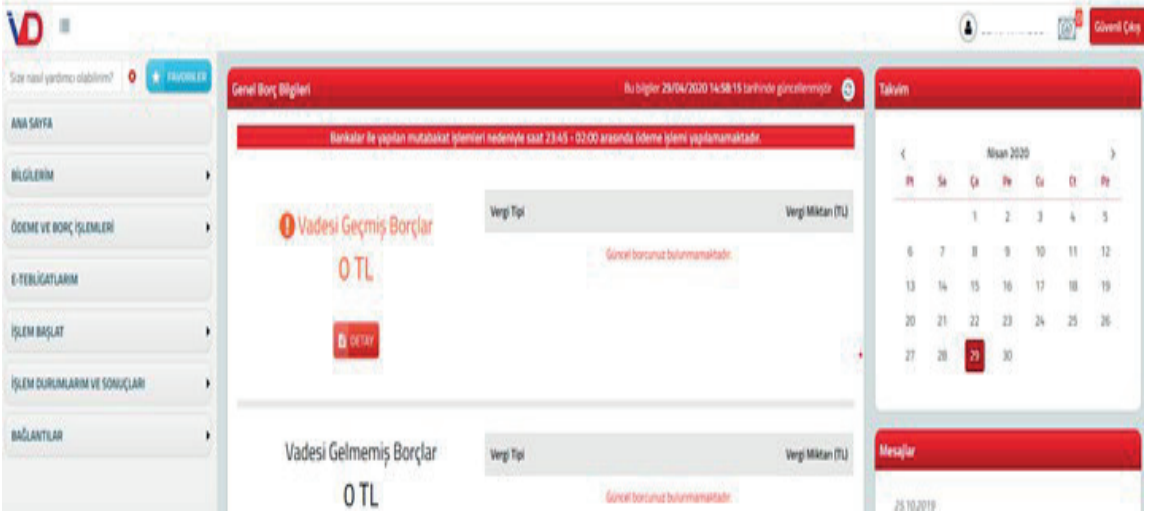 İVD
Güvenli Çıkış
Size nasıl yardımcı olabilirim?
FAVORİLER
ANA SAYFA
BİLGİLERİM
ÖDEME VE BORÇ İŞLEMLERİ
E-TEBLİGATLARIM
İŞLEM BAŞLAT
İŞLEM DURUMLARIM VE SONUÇLARI
BAĞLANTILAR
Genel Borç Bilgileri
Bu bilgiler 29/04/2020 14:58:15 tarihinde güncellenmiştir
Bankalar ile yapılan mutabakat işlemleri nedeniyle saat 23:45 - 02:00 arasında ödeme işlemi yapılamamaktadır.
Vadesi Geçmiş Borçlar
0 TL
DETAY
Vergi Tipi Vergi Miktarı (TL)
Güncel borcunuz bulunmamaktadır.
Vadesi Gelmemiş Borçlar
0 TL
Vergi Tipi Vergi Miktarı (TL)
Güncel borcunuz bulunmamaktadır.
Takvim
Nisan 2020
Pt Sa Ça Pe Cu Ct Pz
1 2 3 4 5
6 7 8 9 10 11 12
13 14 15 16 17 18 19
20 21 22 23 24 25 26
27 28 29 30
Mesajlar
25.10.2019